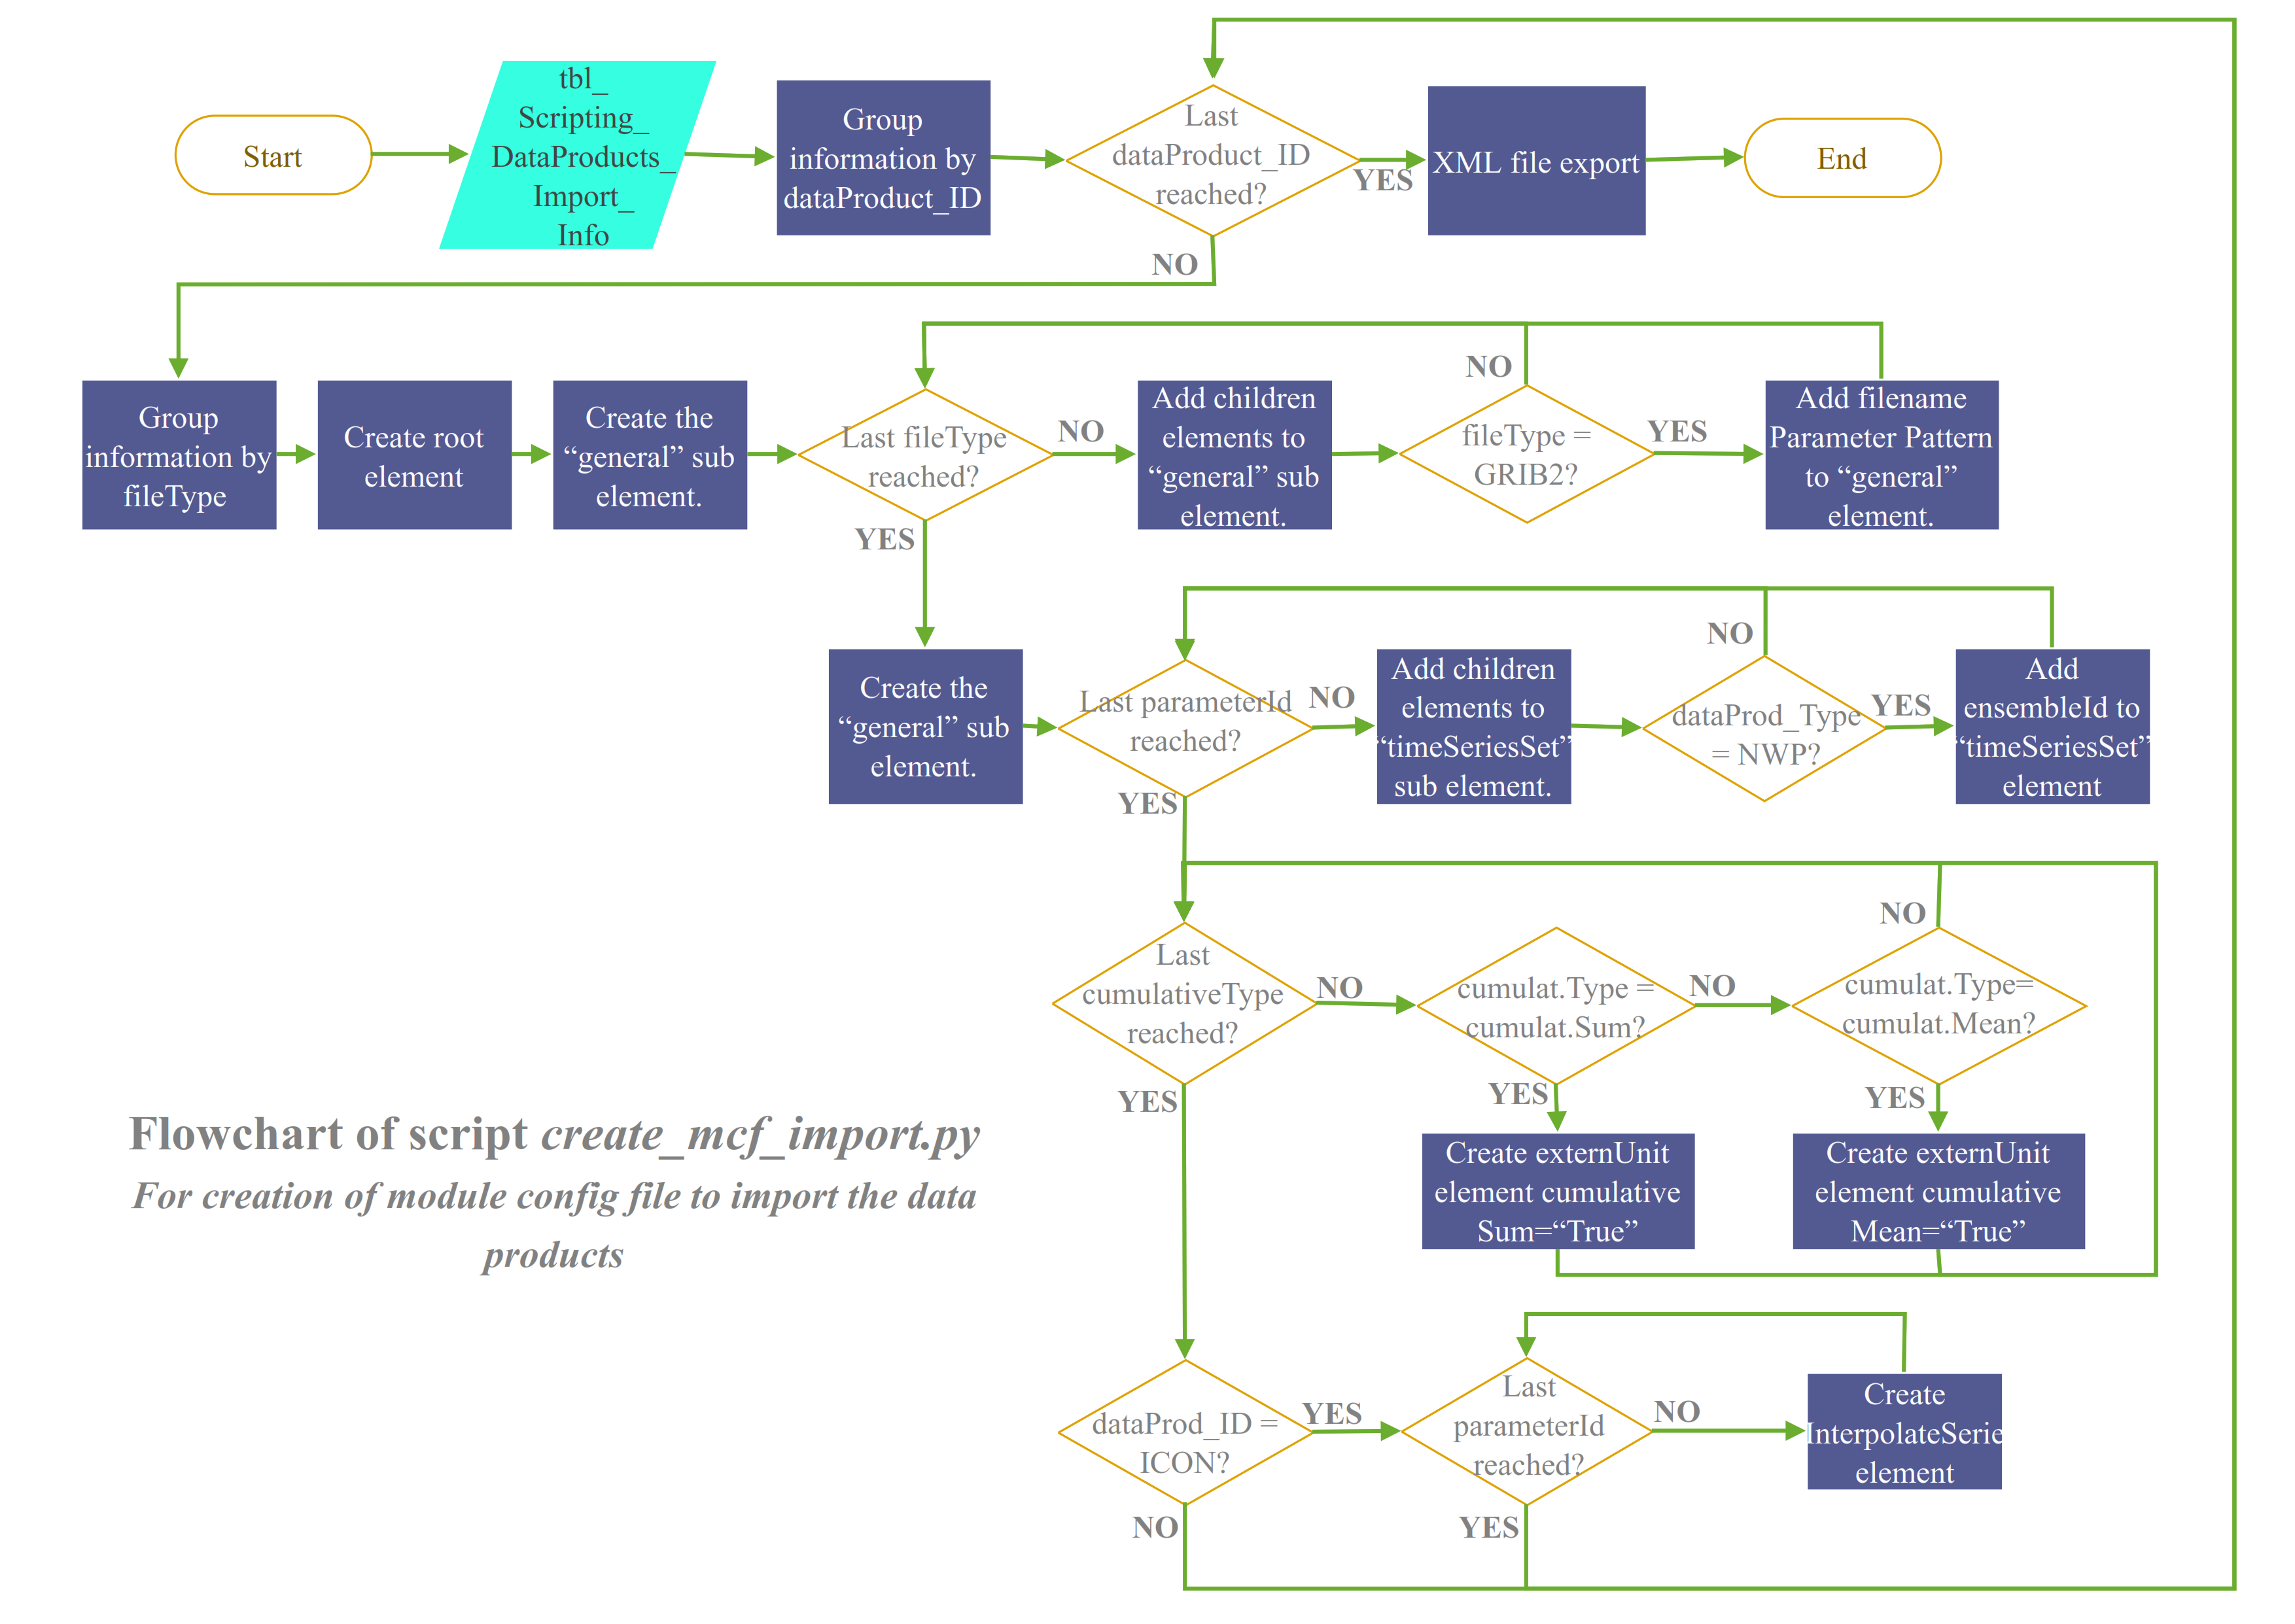 Start
tbl_
Scripting_
DataProducts_
Import_
Info
Group
information by
dataProduct_ID
Last
dataProduct_ID
reached?
YES
XML file export
End
NO
Group
information by
fileType
Create root
element
Create the
“general” sub
element.
Last fileType
reached?
NO
Add children
elements to
“general” sub
element.
NO
fileType =
GRIB2?
YES
Add filename
Parameter Pattern
to “general”
element.
YES
Create the
“general” sub
element.
Last parameterId
reached?
NO
Add children
elements to
“timeSeriesSet”
sub element.
NO
dataProd_Type
= NWP?
YES
Add
ensembleId to
“timeSeriesSet”
element
YES
Last
cumulativeType
reached?
NO
cumulat.Type =
cumulat.Sum?
NO
NO
cumulat.Type=
cumulat.Mean?
YES
YES
YES
Create externUnit
element cumulative
Sum=“True”
Create externUnit
element cumulative
Mean=“True”
Flowchart of script create_mcf_import.py
For creation of module config file to import the data
products
dataProd_ID =
ICON?
YES
Last
parameterId
reached?
NO
Create
InterpolateSerie
element
NO
YES